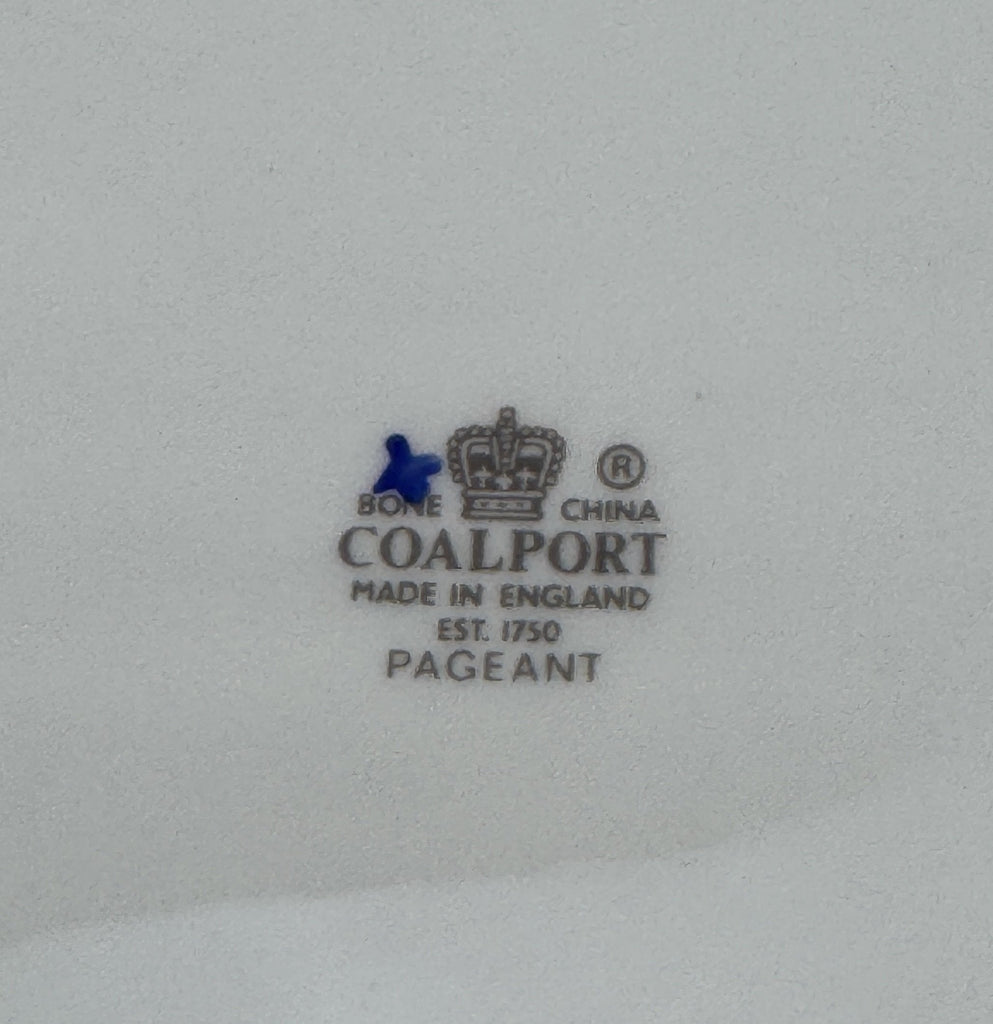 ®
BONE CHINA
COALPORT
MADE IN ENGLAND
EST. 1750
PAGEANT